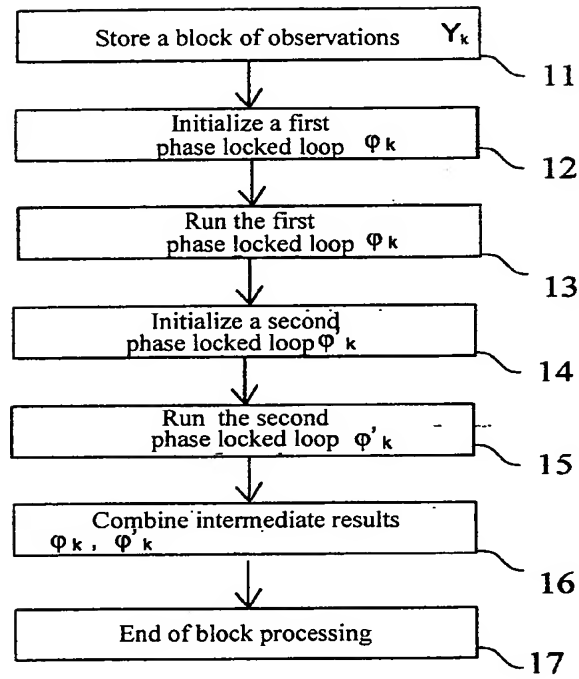 Store a block of observations Yk
11
Initialize a first
phase locked loop φk
12
Run the first
phase locked loop φk
13
Initialize a second
phase locked loop φ'k
14
Run the second
phase locked loop φ'k
15
Combine intermediate results
φk , φ'k
16
End of block processing
17